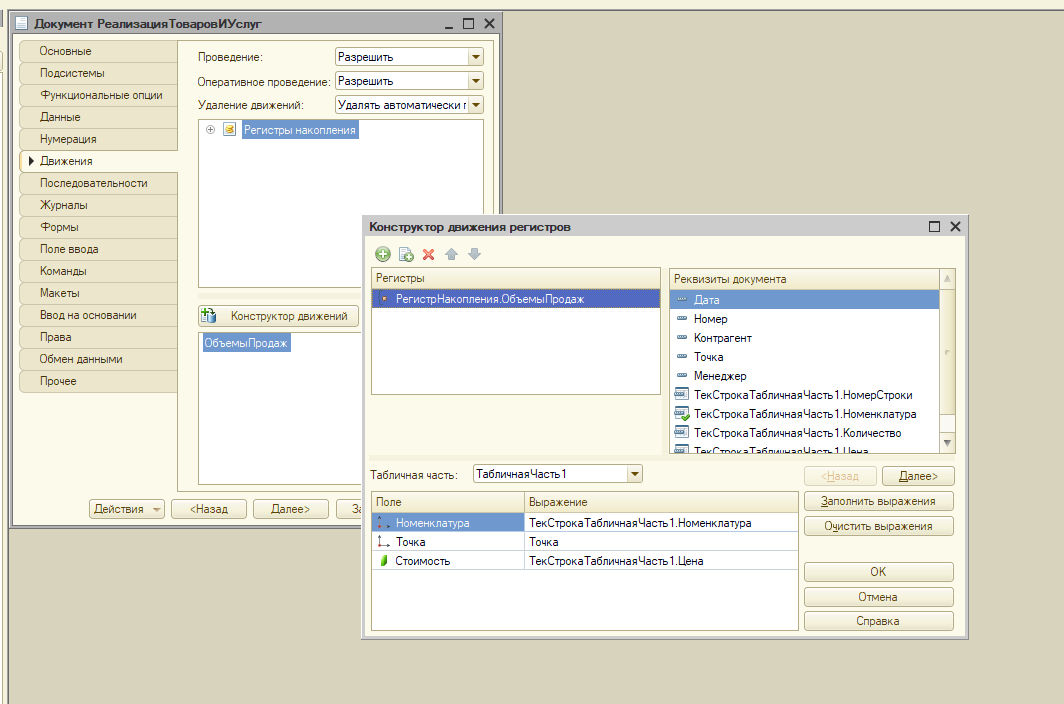 Документ РеализацияТоваровИУслуг
Основные
Подсистемы
Функциональные опции
Данные
Нумерация
Движения
Последовательности
Журналы
Формы
Поле ввода
Команды
Макеты
Ввод на основании
Права
Обмен данными
Прочее
Проведение: Разрешить
Оперативное проведение: Разрешить
Удаление движений: Удалять автоматически
Регистры накопления
Конструктор движений
ОбъемыПродаж
Действия <Назад Далее>
Конструктор движения регистров
Регистры
РегистрНакопления.ОбъемыПродаж
Реквизиты документа
Дата
Номер
Контрагент
Точка
Менеджер
ТекСтрокаТабличнаяЧасть1.НомерСтроки
ТекСтрокаТабличнаяЧасть1.Номенклатура
ТекСтрокаТабличнаяЧасть1.Количество
ТекСтрокаТабличнаяЧасть1.Цена
Табличная часть: ТабличнаяЧасть1
<Назад Далее>
Поле Выражение
Номенклатура ТекСтрокаТабличнаяЧасть1.Номенклатура
Точка Точка
Стоимость ТекСтрокаТабличнаяЧасть1.Цена
Заполнить выражения
Очистить выражения
ОК
Отмена
Справка